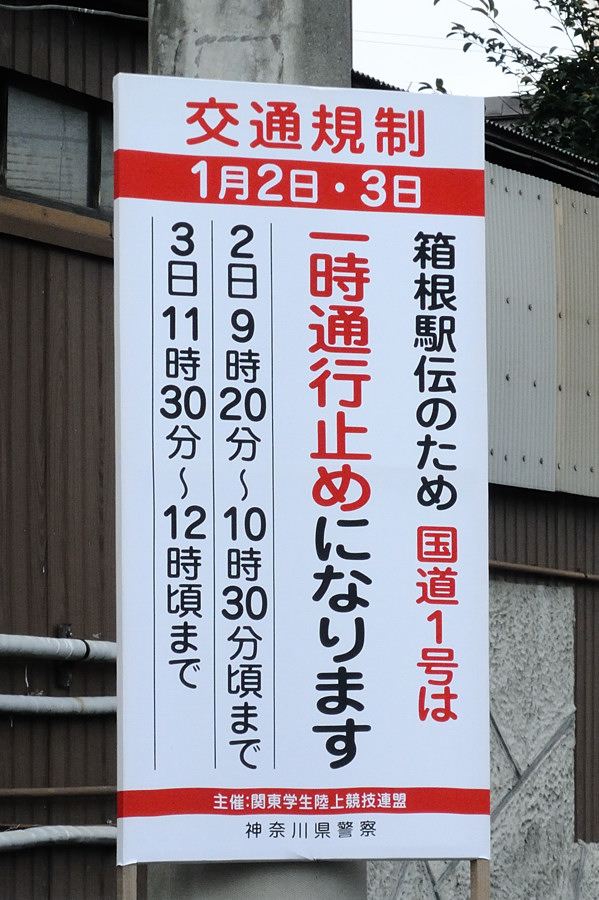 交通規制
1月2日・3日
箱根駅伝のため 国道1号は
一時通行止めになります
2日9時20分〜10時30分頃まで
3日11時30分〜12時頃まで
主催:関東学生陸上競技連盟
神奈川県警察